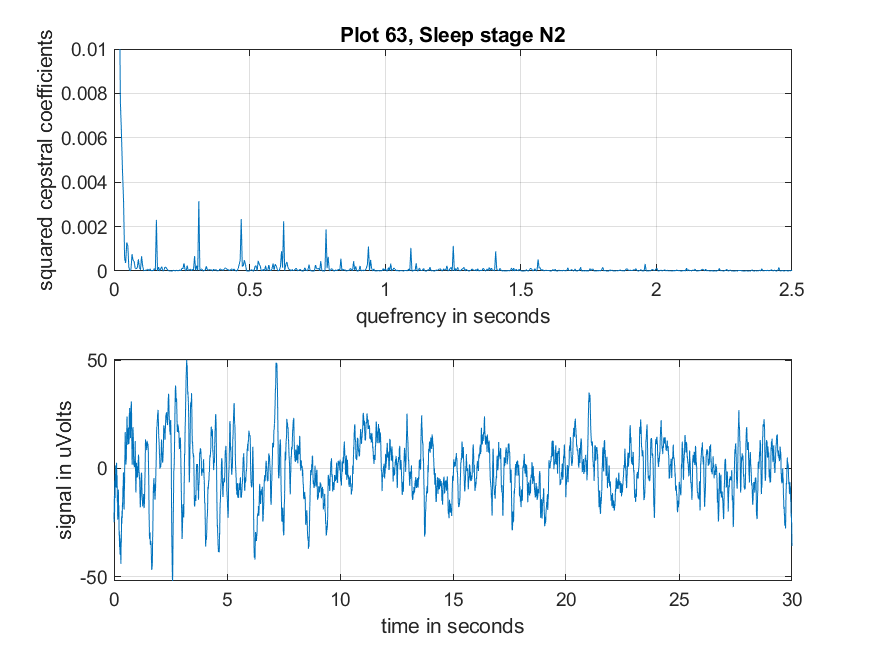 Plot 63, Sleep stage N2
squared cepstral coefficients
0.01
0.008
0.006
0.004
0.002
0
0 0.5 1 1.5 2 2.5
quefrency in seconds
signal in uVolts
50
0
-50
0 5 10 15 20 25 30
time in seconds